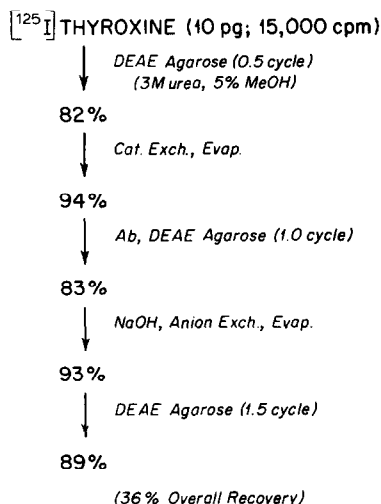 [¹²⁵I] THYROXINE (10 pg; 15,000 cpm)
DEAE Agarose (0.5 cycle)
(3M urea, 5% MeOH)
82%
Cat. Exch., Evap.
94%
Ab, DEAE Agarose (1.0 cycle)
83%
NaOH, Anion Exch., Evap.
93%
DEAE Agarose (1.5 cycle)
89%
(36% Overall Recovery)